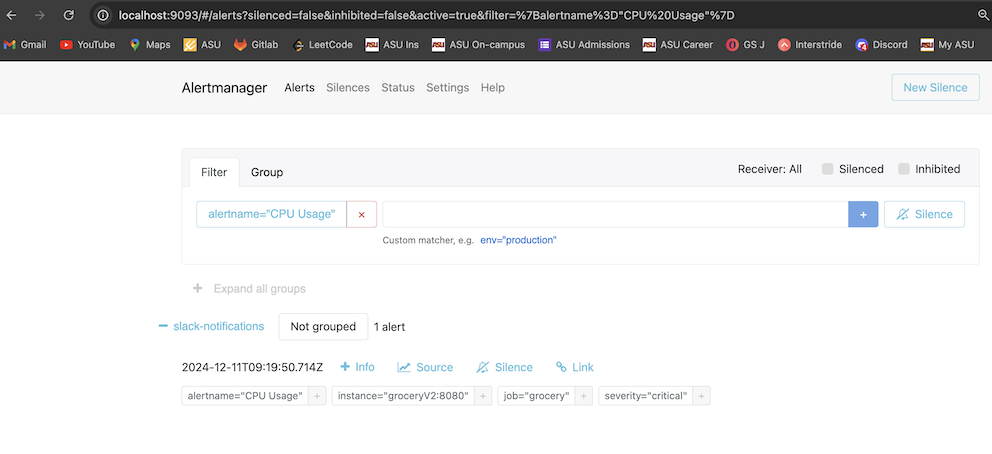 localhost:9093/#/alerts?silenced=false&inhibited=false&active=true&filter=%7Balertname%3D"CPU%20Usage"%7D
Gmail YouTube Maps ASU Gitlab LeetCode ASU Ins ASU On-campus ASU Admissions ASU Career GS J Interstride Discord My ASU
Alertmanager Alerts Silences Status Settings Help New Silence
Filter Group Receiver: All Silenced Inhibited
alertname="CPU Usage" × + Silence
Custom matcher, e.g. env="production"
+ Expand all groups
− slack-notifications Not grouped 1 alert
2024-12-11T09:19:50.714Z + Info Source Silence Link
alertname="CPU Usage" + instance="groceryV2:8080" + job="grocery" + severity="critical" +